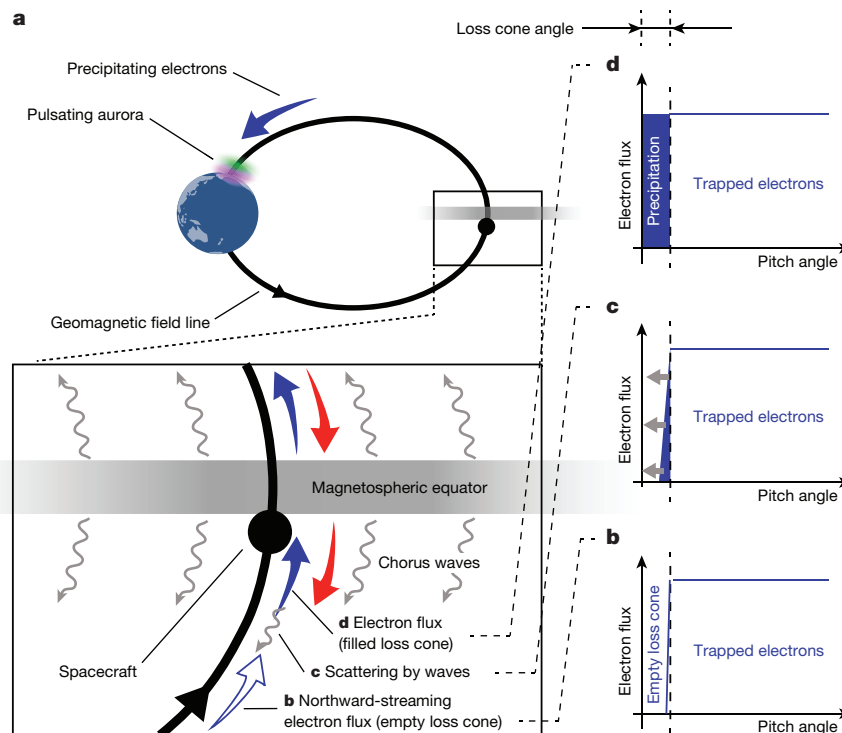 a
Loss cone angle
Precipitating electrons
Pulsating aurora
Geomagnetic field line
d
Electron flux
Precipitation
Trapped electrons
Pitch angle
c
Electron flux
Trapped electrons
Pitch angle
b
Electron flux
Empty loss cone
Trapped electrons
Pitch angle
Magnetospheric equator
Chorus waves
Spacecraft
d Electron flux
(filled loss cone)
c Scattering by waves
b Northward-streaming
electron flux (empty loss cone)